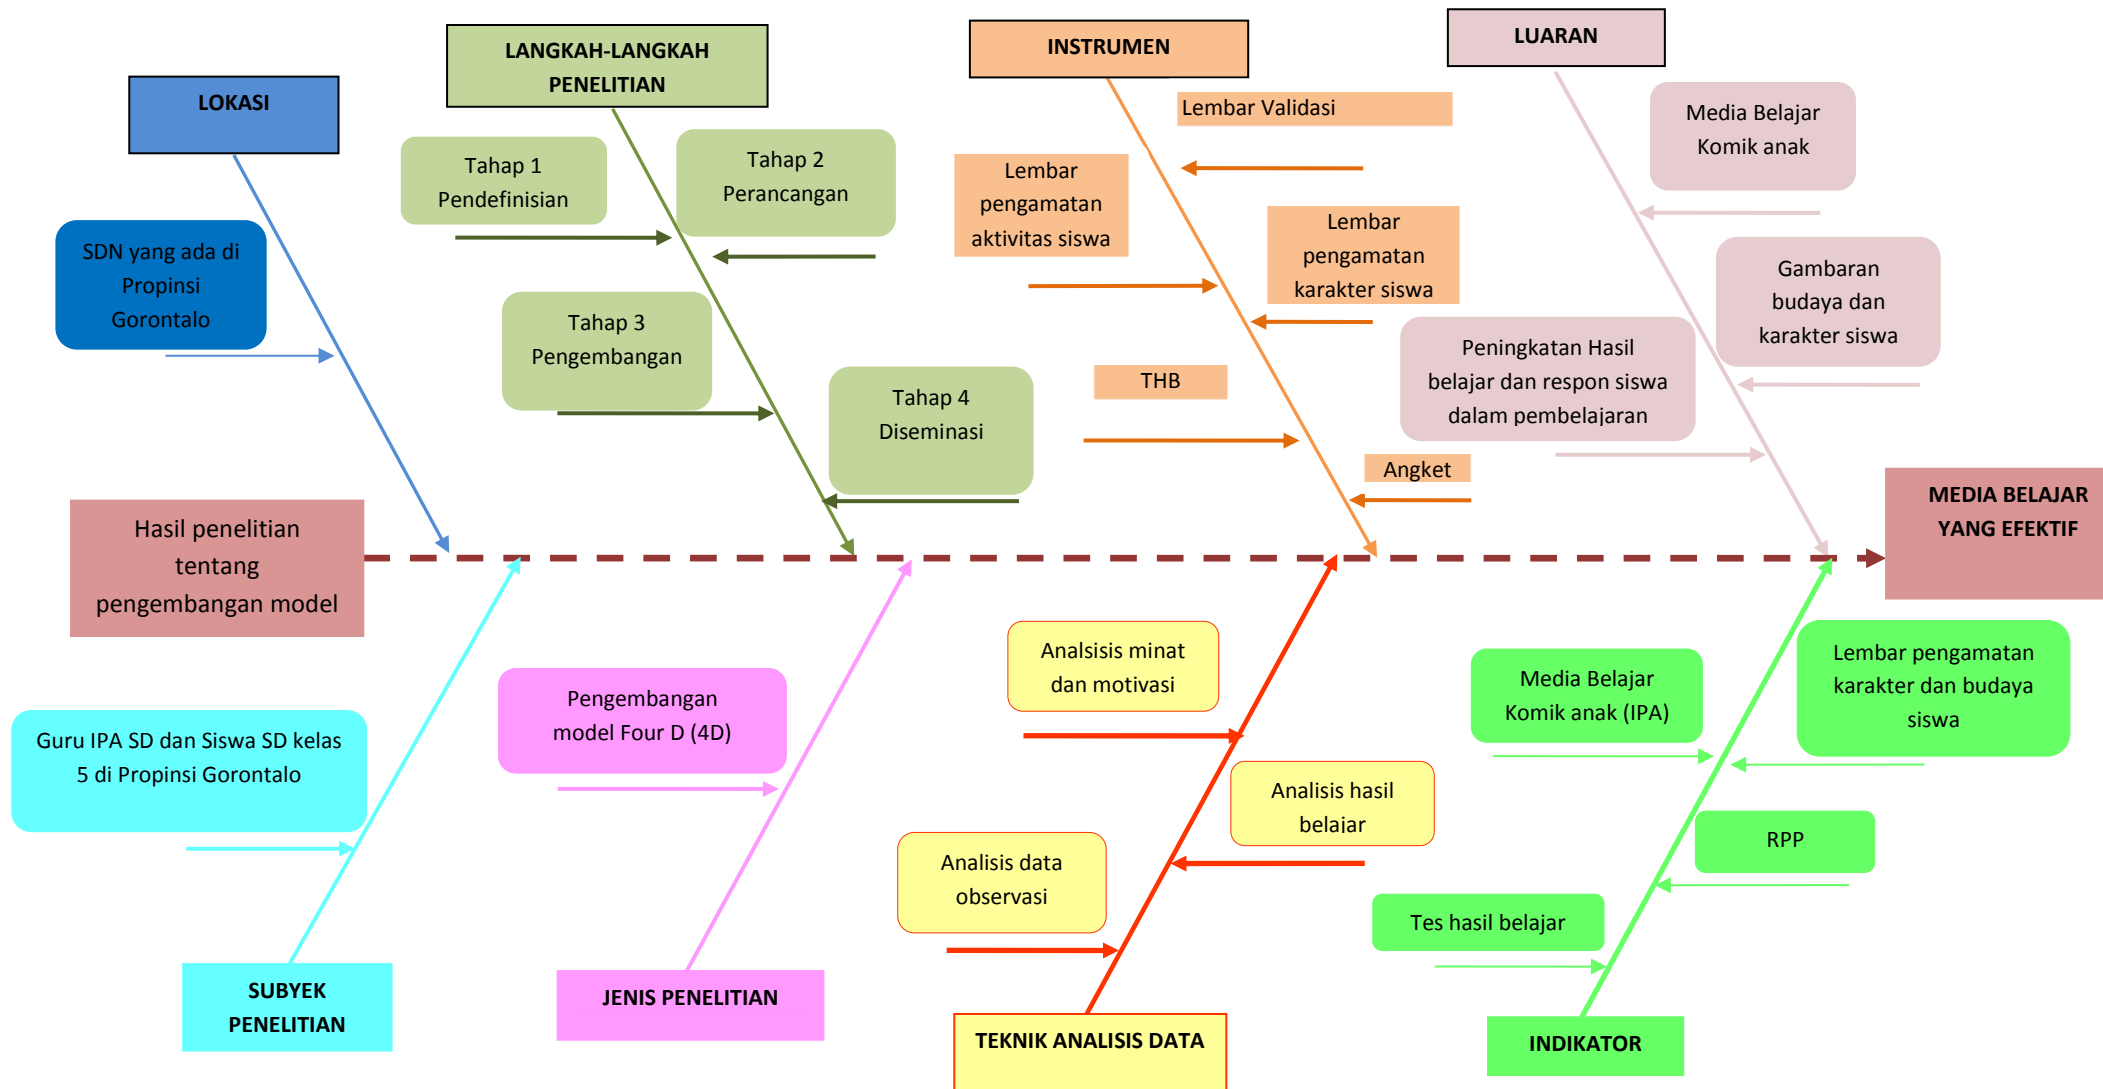 LOKASI
LANGKAH-LANGKAH
PENELITIAN
INSTRUMEN
LUARAN
SDN yang ada di
Propinsi
Gorontalo
Tahap 1
Pendefinisian
Tahap 2
Perancangan
Tahap 3
Pengembangan
Tahap 4
Diseminasi
Lembar Validasi
Lembar
pengamatan
aktivitas siswa
Lembar
pengamatan
karakter siswa
THB
Angket
Media Belajar
Komik anak
Gambaran
budaya dan
karakter siswa
Peningkatan Hasil
belajar dan respon siswa
dalam pembelajaran
Hasil penelitian
tentang
pengembangan model
MEDIA BELAJAR
YANG EFEKTIF
Guru IPA SD dan Siswa SD kelas
5 di Propinsi Gorontalo
Pengembangan
model Four D (4D)
Analsisis minat
dan motivasi
Analisis hasil
belajar
Analisis data
observasi
Media Belajar
Komik anak (IPA)
Lembar pengamatan
karakter dan budaya
siswa
RPP
Tes hasil belajar
SUBYEK
PENELITIAN
JENIS PENELITIAN
TEKNIK ANALISIS DATA
INDIKATOR